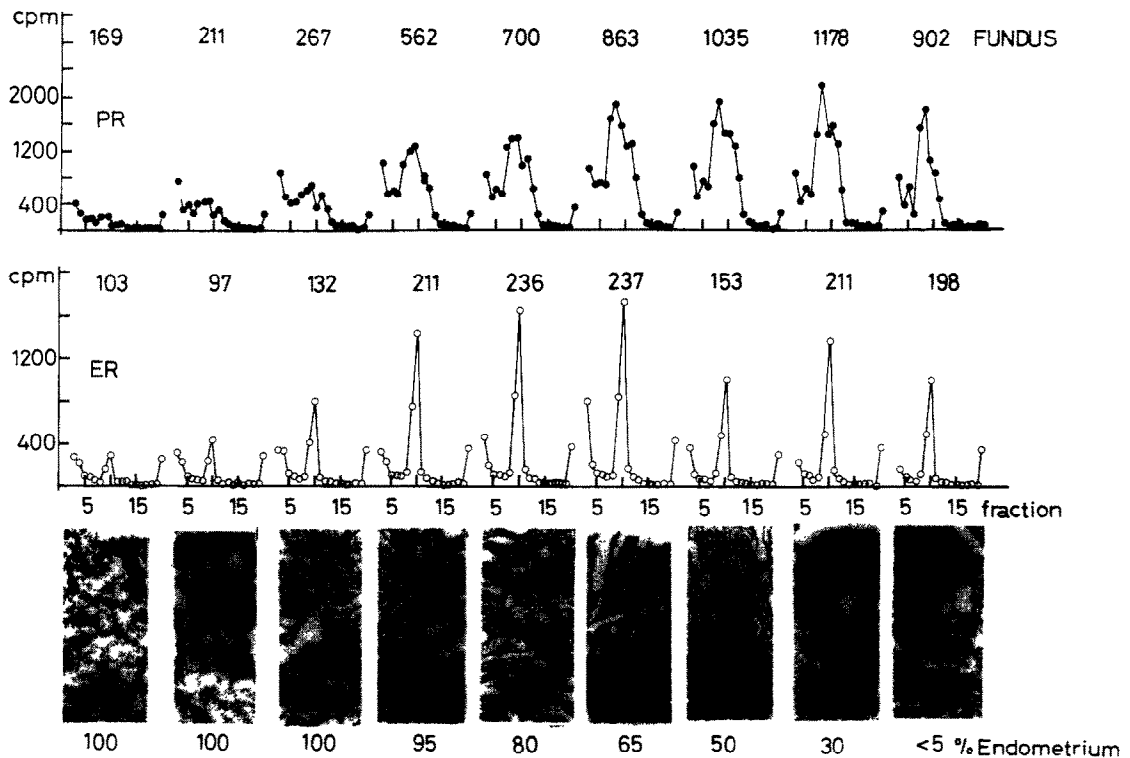 cpm
169 211 267 562 700 863 1035 1178 902 FUNDUS
2000
PR
1200
400
cpm
103 97 132 211 236 237 153 211 198
1200
ER
400
5 15 5 15 5 15 5 15 5 15 5 15 5 15 5 15 5 15 fraction
100 100 100 95 80 65 50 30 <5 % Endometrium